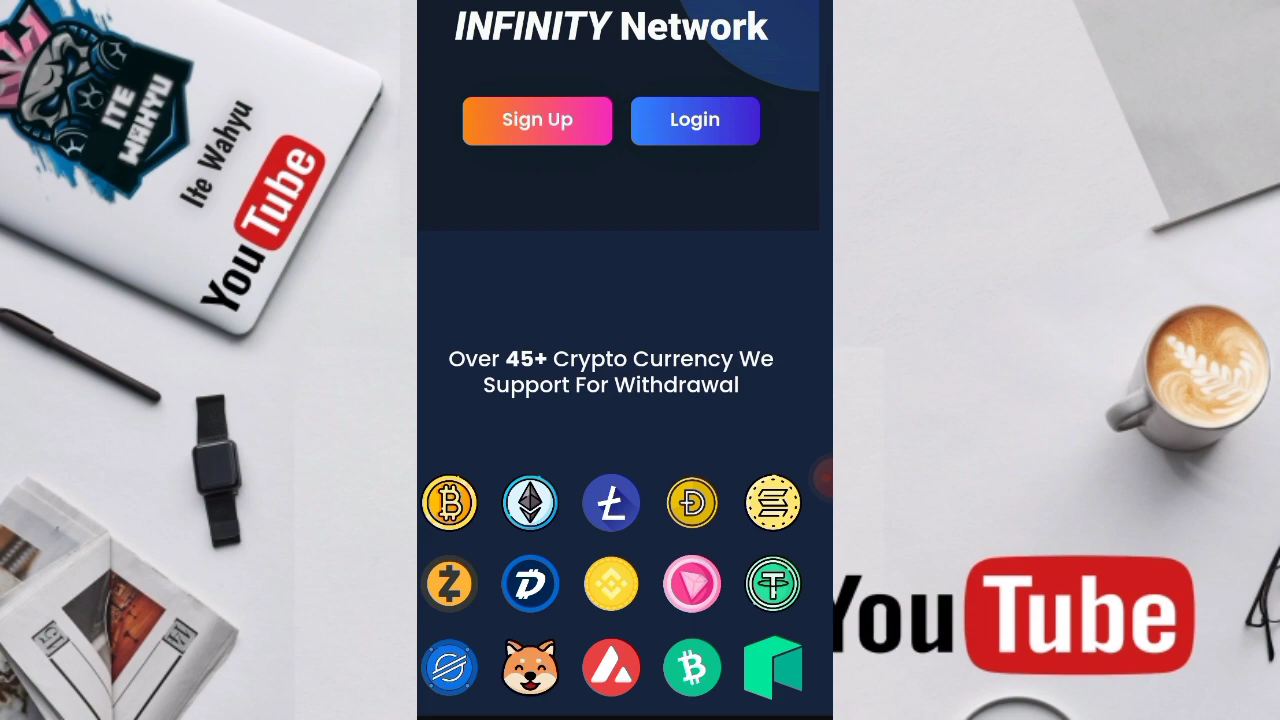 INFINITY Network
Sign Up
Login
Over 45+ Crypto Currency We
Support For Withdrawal
ITE
WAHYU
Ite Wahyu
YouTube
YouTube